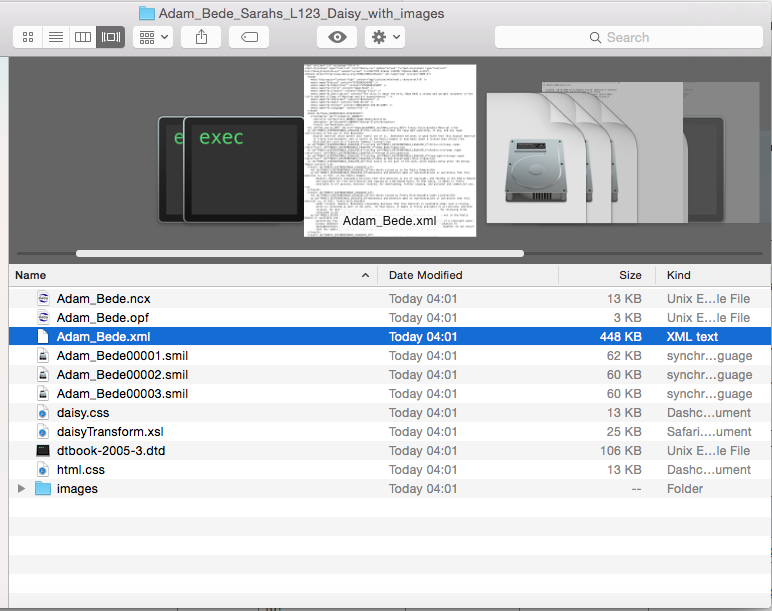 Adam_Bede_Sarahs_L123_Daisy_with_images
Search
e
exec
Adam_Bede.xml
Name Date Modified Size Kind
Adam_Bede.ncx Today 04:01 13 KB Unix E...le File
Adam_Bede.opf Today 04:01 3 KB Unix E...le File
Adam_Bede.xml Today 04:01 448 KB XML text
Adam_Bede00001.smil Today 04:01 62 KB synchr...guage
Adam_Bede00002.smil Today 04:01 60 KB synchr...guage
Adam_Bede00003.smil Today 04:01 60 KB synchr...guage
daisy.css Today 04:01 13 KB Dashc...ument
daisyTransform.xsl Today 04:01 25 KB Safari....ument
dtbook-2005-3.dtd Today 04:01 106 KB Unix E...le File
html.css Today 04:01 13 KB Dashc...ument
images Today 04:01 -- Folder